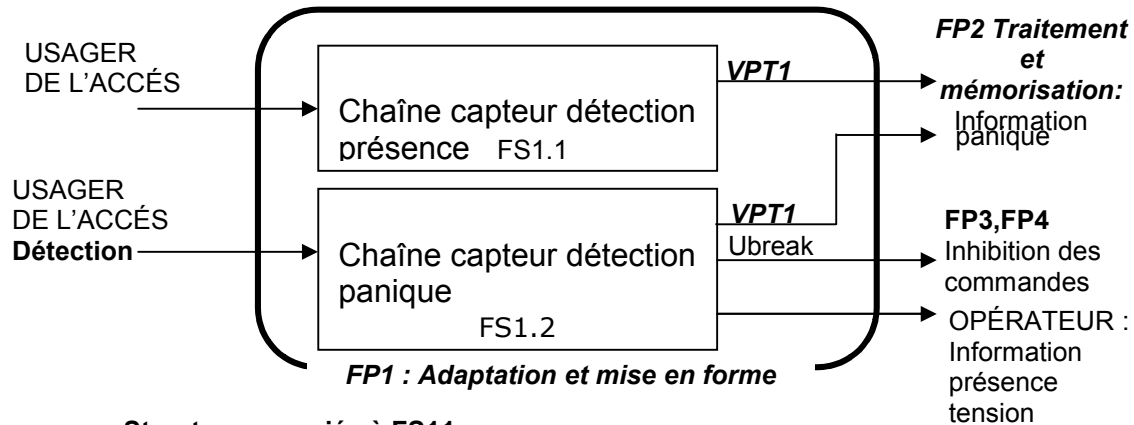 USAGER
DE L'ACCÉS
Chaîne capteur détection
présence FS1.1
VPT1
FP2 Traitement
et
mémorisation:
Information
panique
USAGER
DE L'ACCÉS
Détection
Chaîne capteur détection
panique
FS1.2
VPT1
Ubreak
FP3,FP4
Inhibition des
commandes
OPÉRATEUR :
Information
présence
tension
FP1 : Adaptation et mise en forme